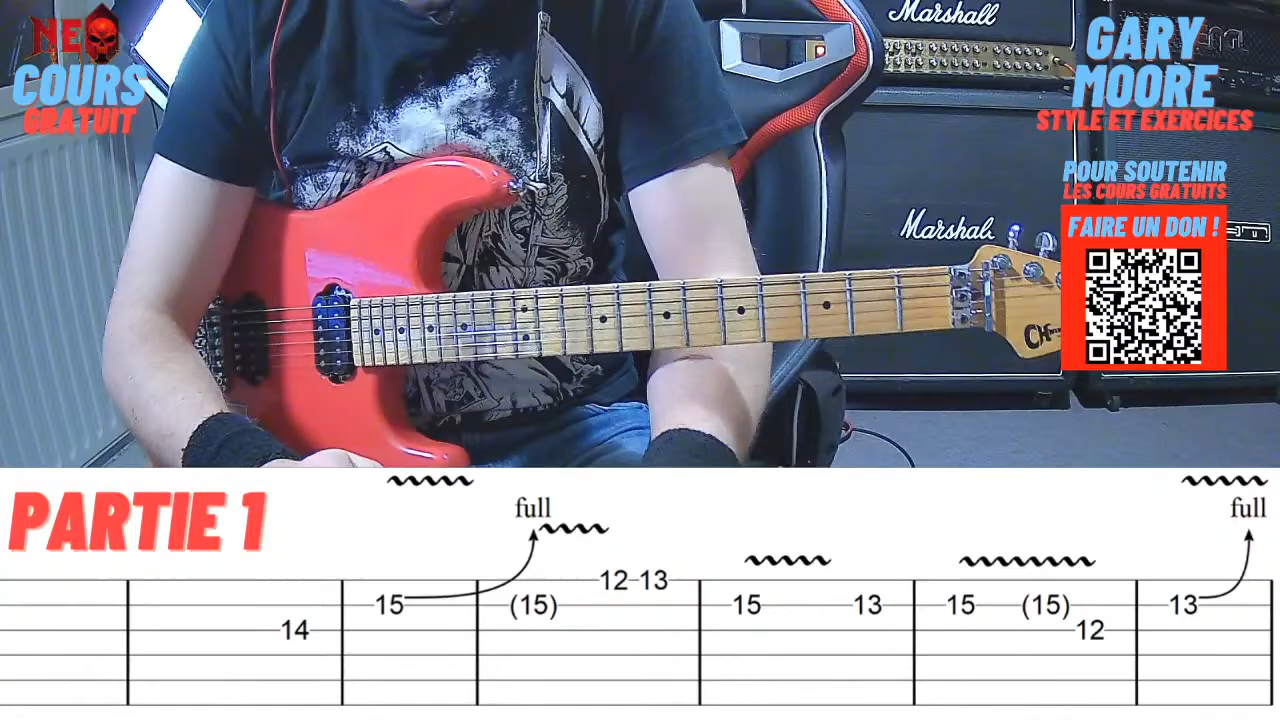 NEO
COURS
GRATUIT
Marshall
GARY
MOORE
STYLE ET EXERCICES
POUR SOUTENIR
LES COURS GRATUITS
FAIRE UN DON !
Marshall
PARTIE 1
full
full
12 13
15 (15) 15 13 15 (15) 13
14 12